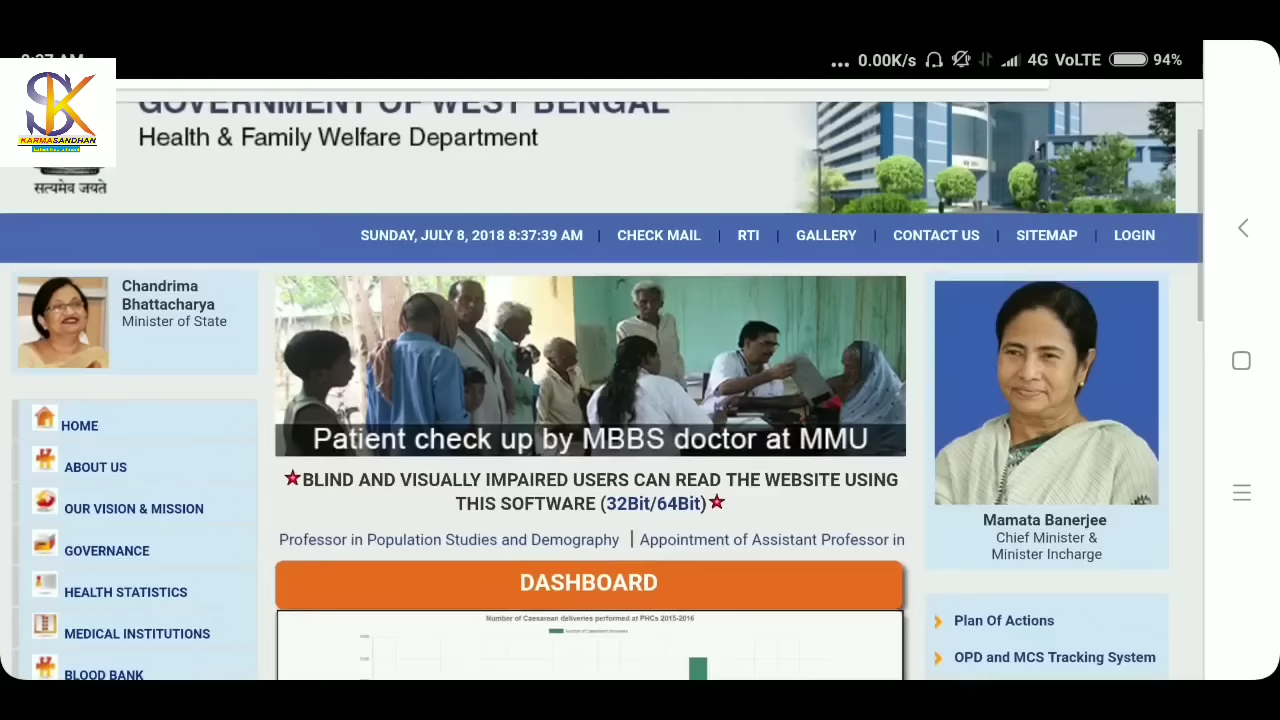 0.00K/s 4G VoLTE 94%
KARMASANDHAN
GOVERNMENT OF WEST BENGAL
Health & Family Welfare Department
सत्यमेव जयते
SUNDAY, JULY 8, 2018 8:37:39 AM | CHECK MAIL | RTI | GALLERY | CONTACT US | SITEMAP | LOGIN
Chandrima
Bhattacharya
Minister of State
HOME
ABOUT US
OUR VISION & MISSION
GOVERNANCE
HEALTH STATISTICS
MEDICAL INSTITUTIONS
BLOOD BANK
Patient check up by MBBS doctor at MMU
BLIND AND VISUALLY IMPAIRED USERS CAN READ THE WEBSITE USING
THIS SOFTWARE (32Bit/64Bit)
Professor in Population Studies and Demography | Appointment of Assistant Professor in
DASHBOARD
Number of Caesarean deliveries performed at PHCs 2015-2016
Mamata Banerjee
Chief Minister &
Minister Incharge
Plan Of Actions
OPD and MCS Tracking System